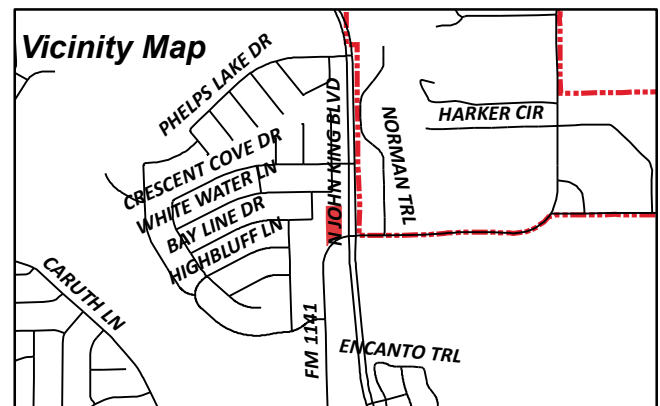 Vicinity Map
PHELPS LAKE DR
N JOHN KING BLVD
NORMAN TRL
HARKER CIR
CRESCENT COVE DR
WHITE WATER LN
BAY LINE DR
HIGHBLUFF LN
CARUTH LN
FM 1141
ENCANTO TRL